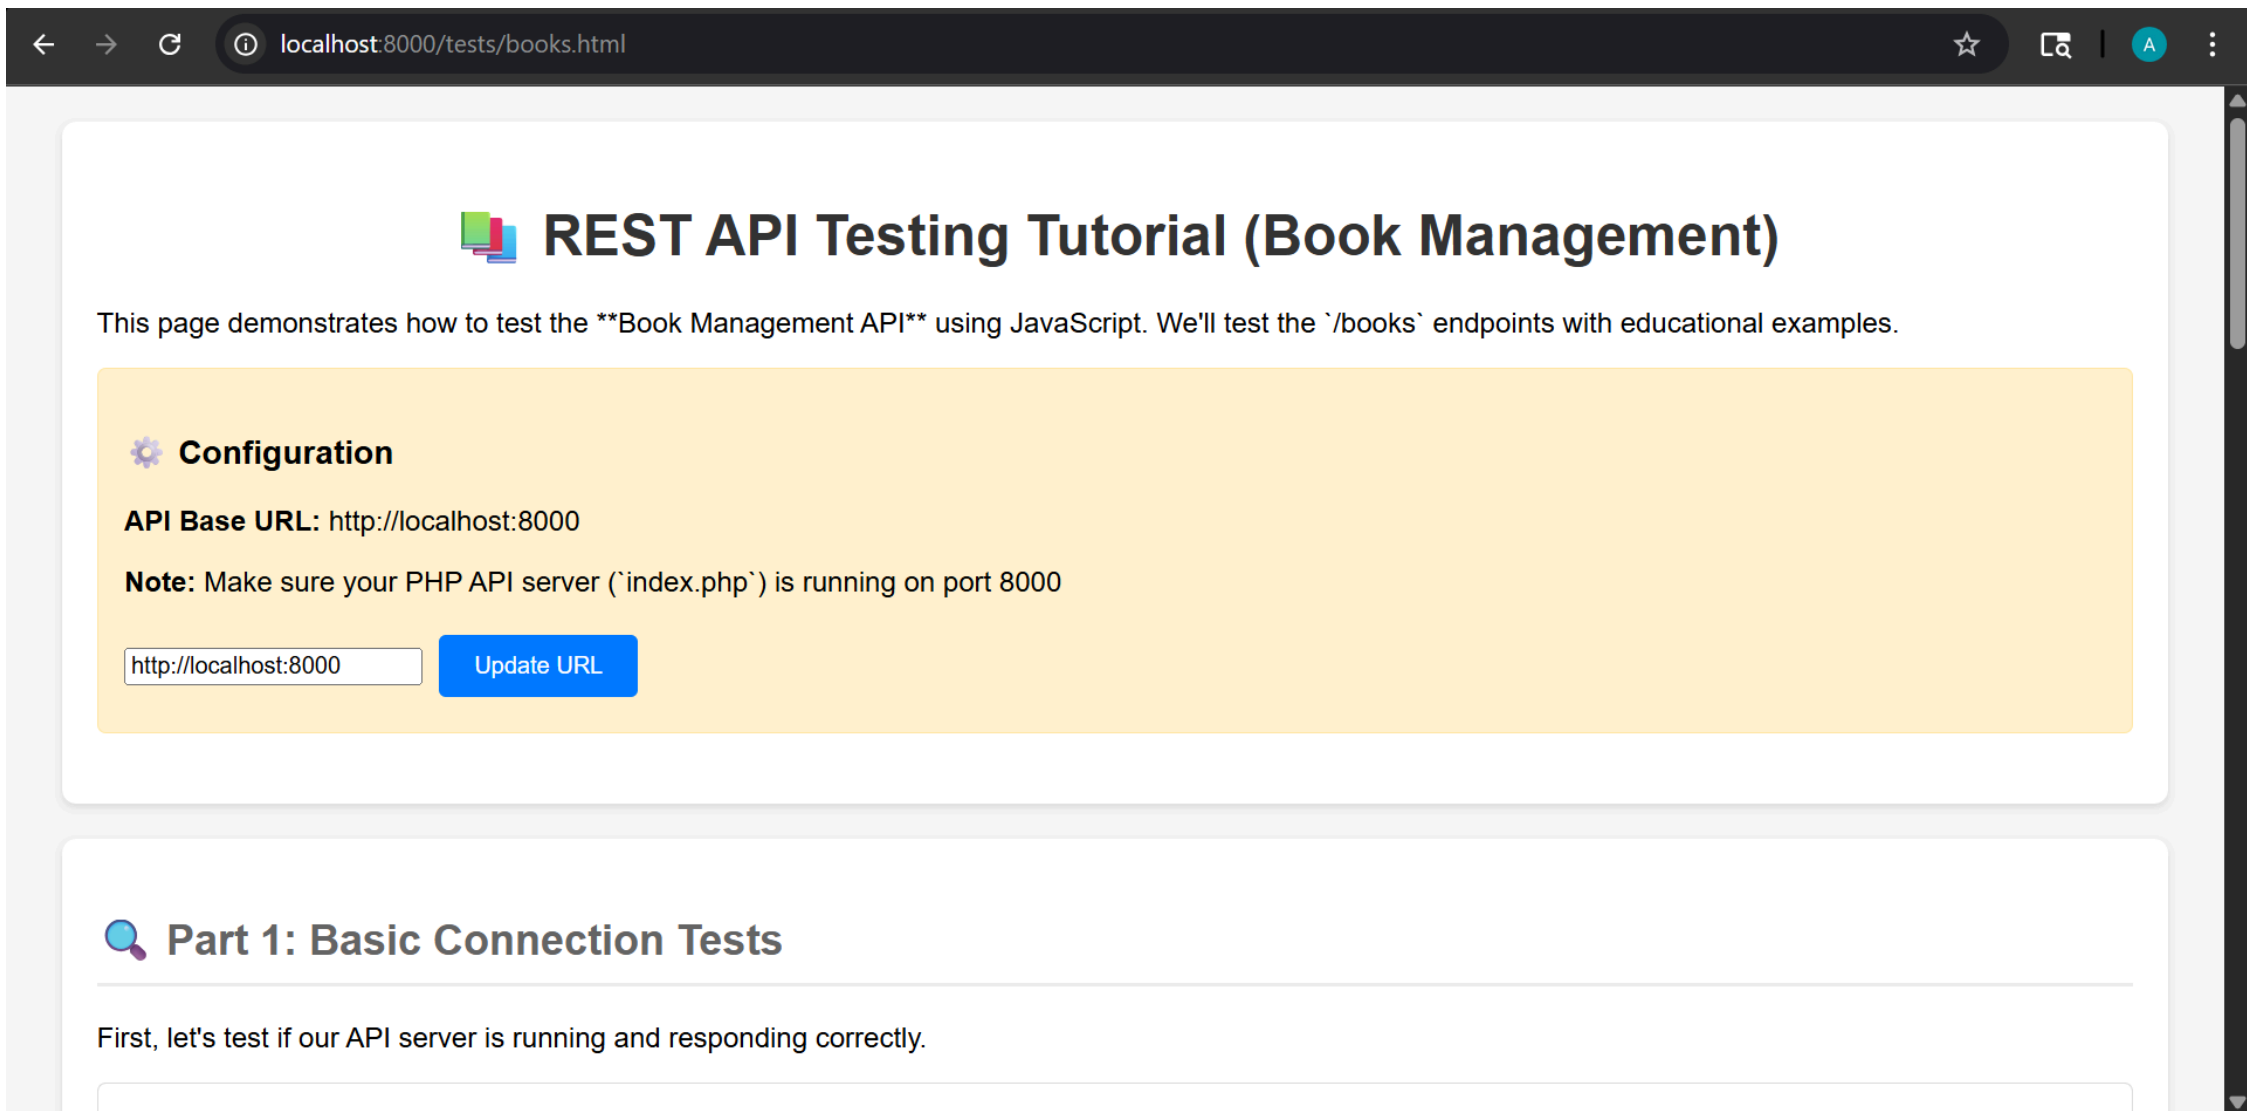 localhost:8000/tests/books.html
A
REST API Testing Tutorial (Book Management)
This page demonstrates how to test the **Book Management API** using JavaScript. We'll test the `/books` endpoints with educational examples.
Configuration
API Base URL: http://localhost:8000
Note: Make sure your PHP API server (`index.php`) is running on port 8000
http://localhost:8000
Update URL
Part 1: Basic Connection Tests
First, let's test if our API server is running and responding correctly.